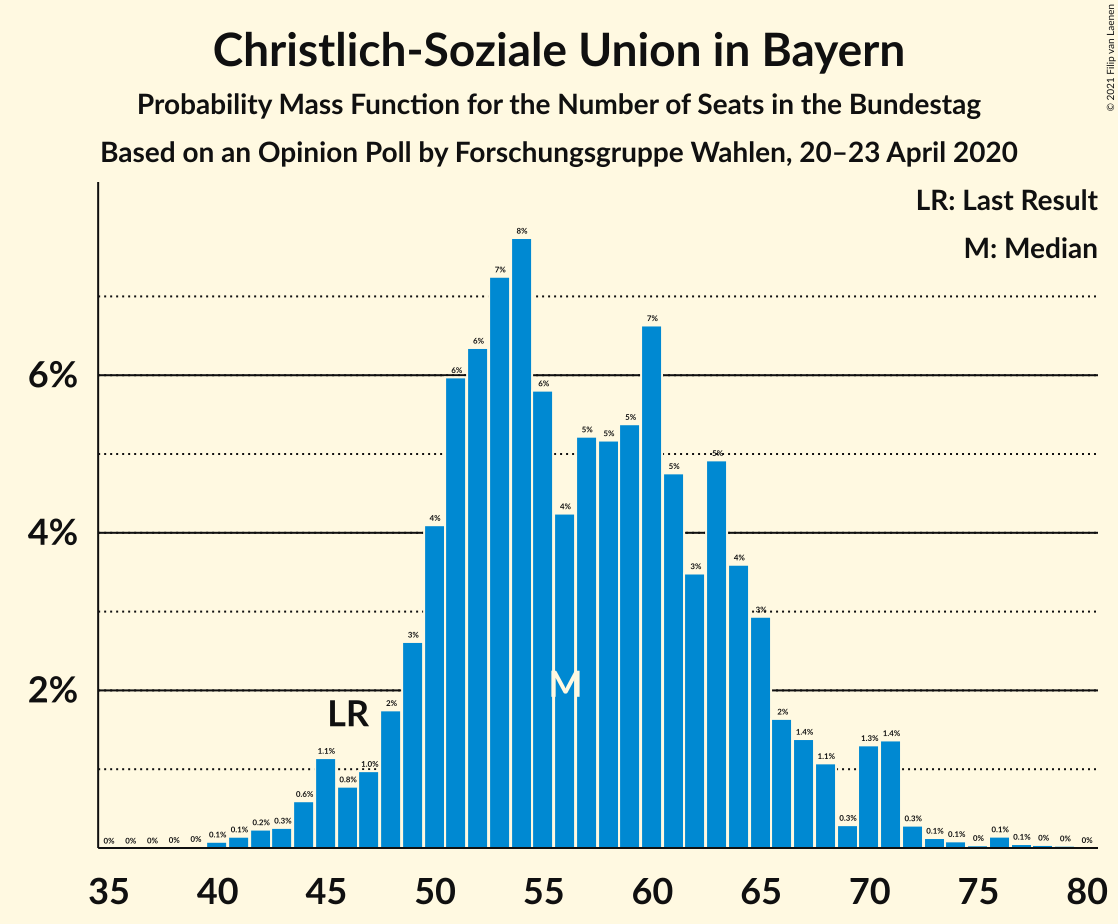 Christlich-Soziale Union in Bayern
Probability Mass Function for the Number of Seats in the Bundestag
Based on an Opinion Poll by Forschungsgruppe Wahlen, 20–23 April 2020
© 2021 Filip van Laenen
LR: Last Result
M: Median
6%
4%
2%
0% 0% 0% 0% 0% 0.1% 0.1% 0.2% 0.3% 0.6% 1.1% 0.8% 1.0% 2% 3% 4% 6% 6% 7% 8% 6% 4% 5% 5% 5% 7% 5% 3% 5% 4% 3% 2% 1.4% 1.1% 0.3% 1.3% 1.4% 0.3% 0.1% 0.1% 0% 0.1% 0.1% 0% 0% 0%
LR
M
35 40 45 50 55 60 65 70 75 80